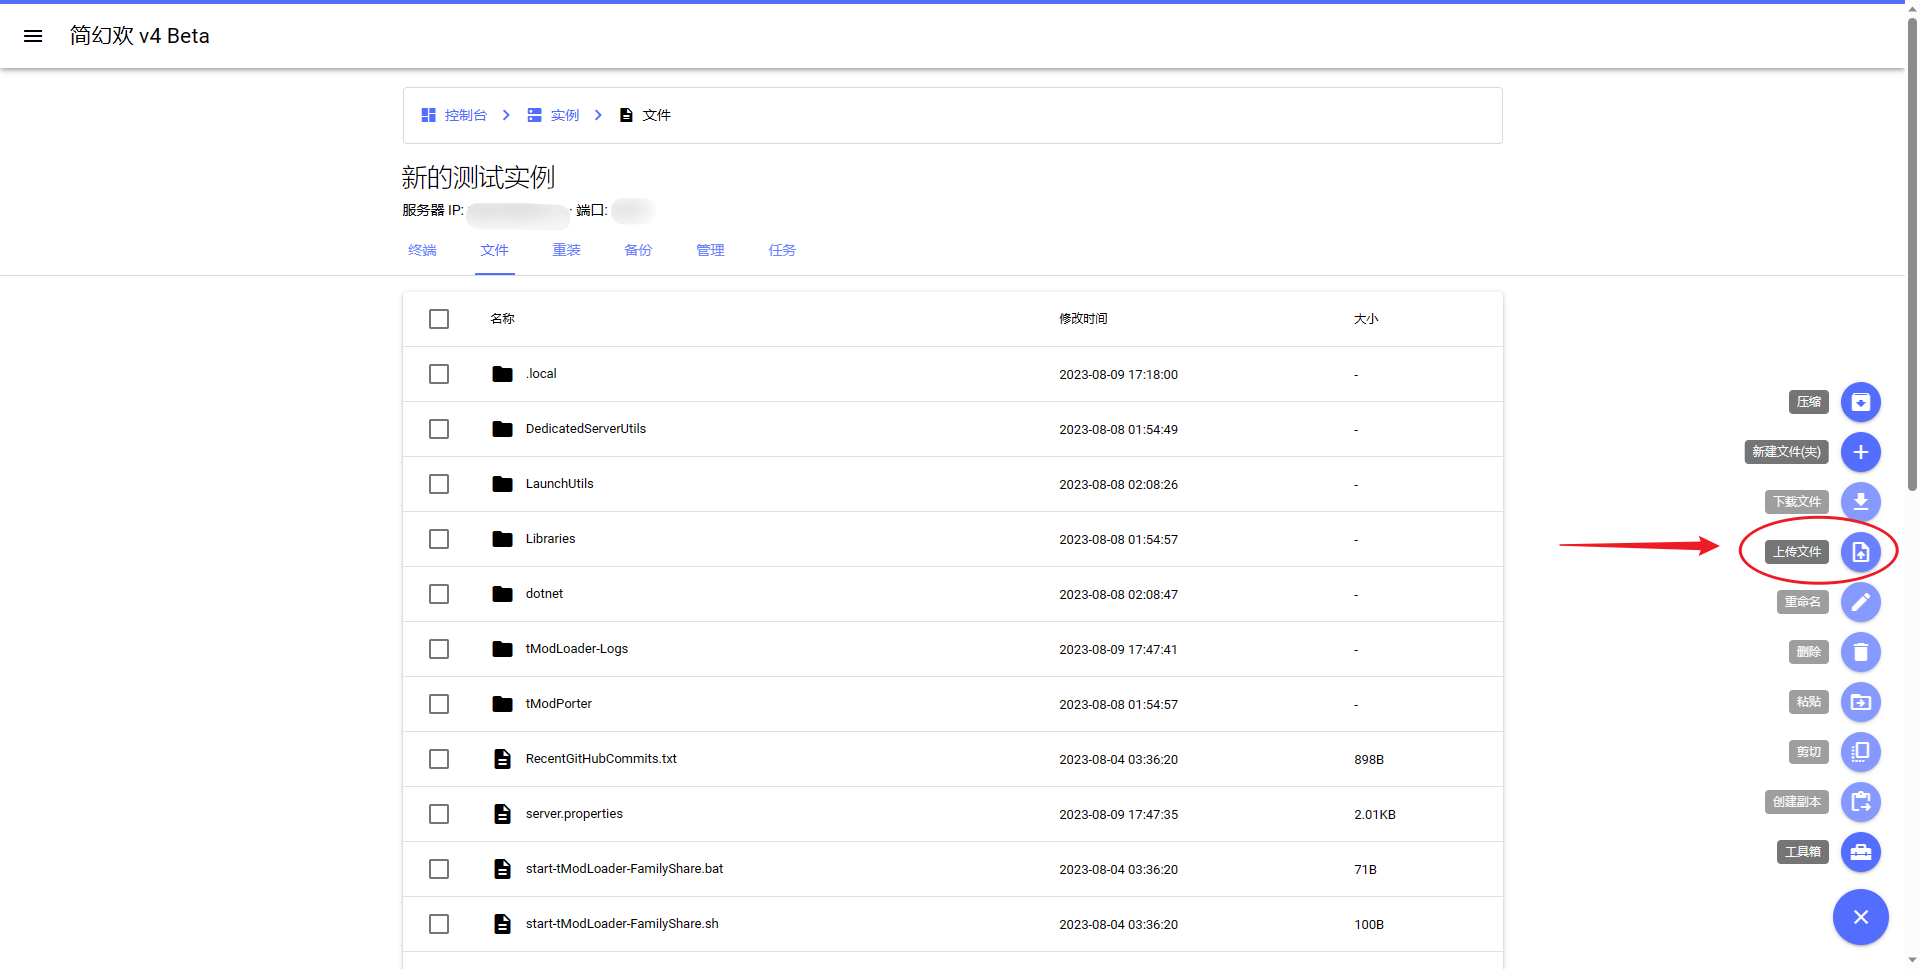 简幻欢 v4 Beta
控制台 实例 文件
新的测试实例
服务器 IP: · 端口:
终端 文件 重装 备份 管理 任务
名称 修改时间 大小
.local 2023-08-09 17:18:00 -
DedicatedServerUtils 2023-08-08 01:54:49 -
LaunchUtils 2023-08-08 02:08:26 -
Libraries 2023-08-08 01:54:57 -
dotnet 2023-08-08 02:08:47 -
tModLoader-Logs 2023-08-09 17:47:41 -
tModPorter 2023-08-08 01:54:57 -
RecentGitHubCommits.txt 2023-08-04 03:36:20 898B
server.properties 2023-08-09 17:47:35 2.01KB
start-tModLoader-FamilyShare.bat 2023-08-04 03:36:20 71B
start-tModLoader-FamilyShare.sh 2023-08-04 03:36:20 100B
压缩
新建文件(夹)
下载文件
上传文件
重命名
删除
粘贴
剪切
创建副本
工具箱